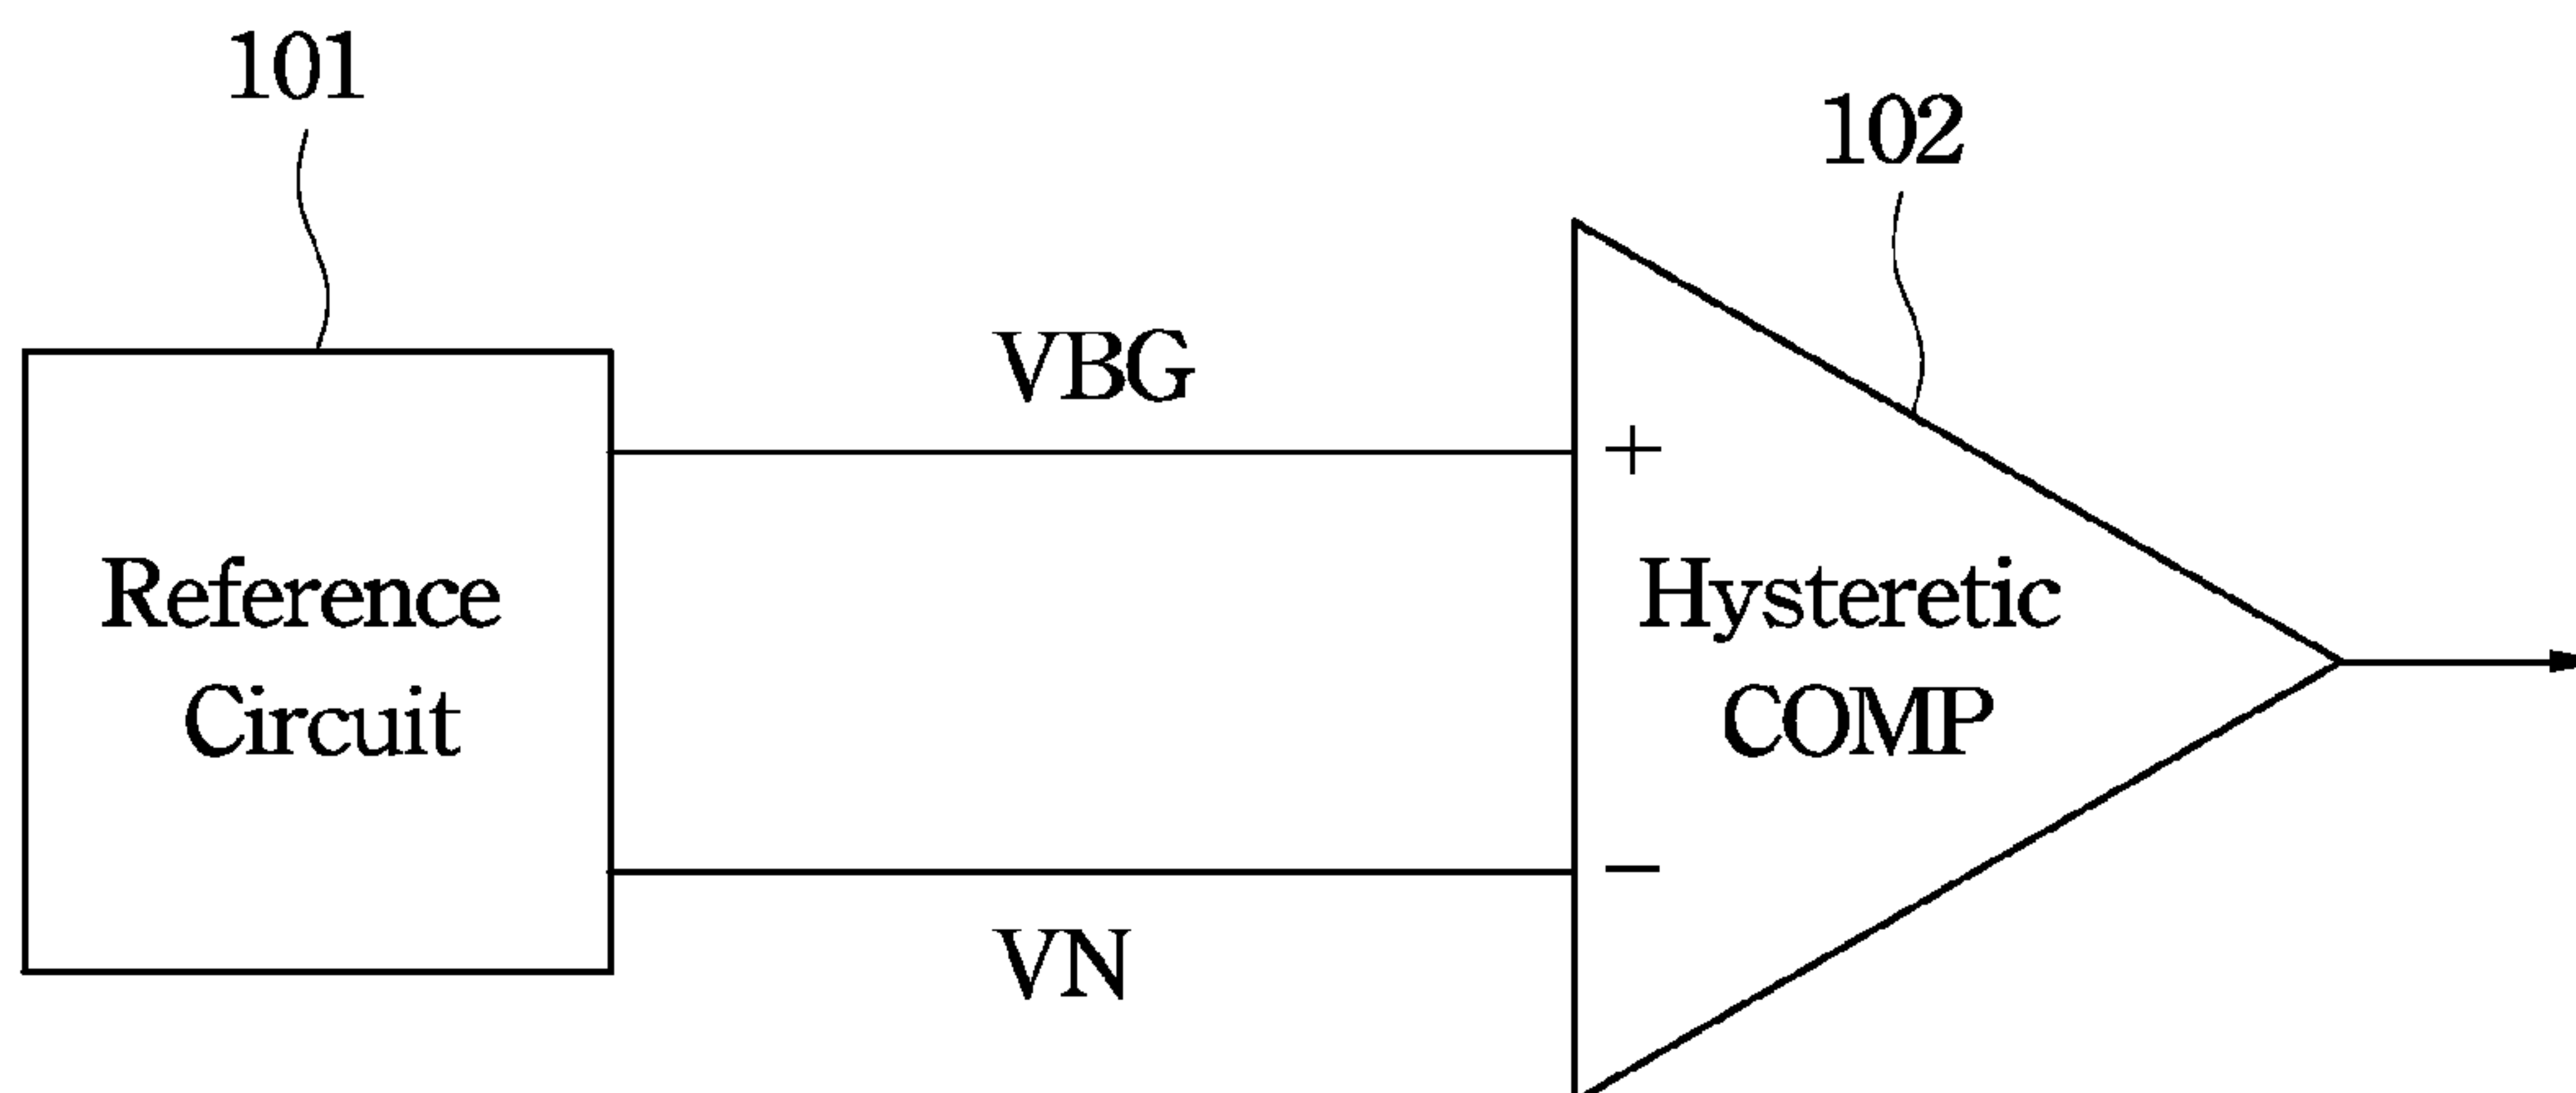 101
102
VBG
+
Reference
Circuit
Hysteretic
COMP
−
VN